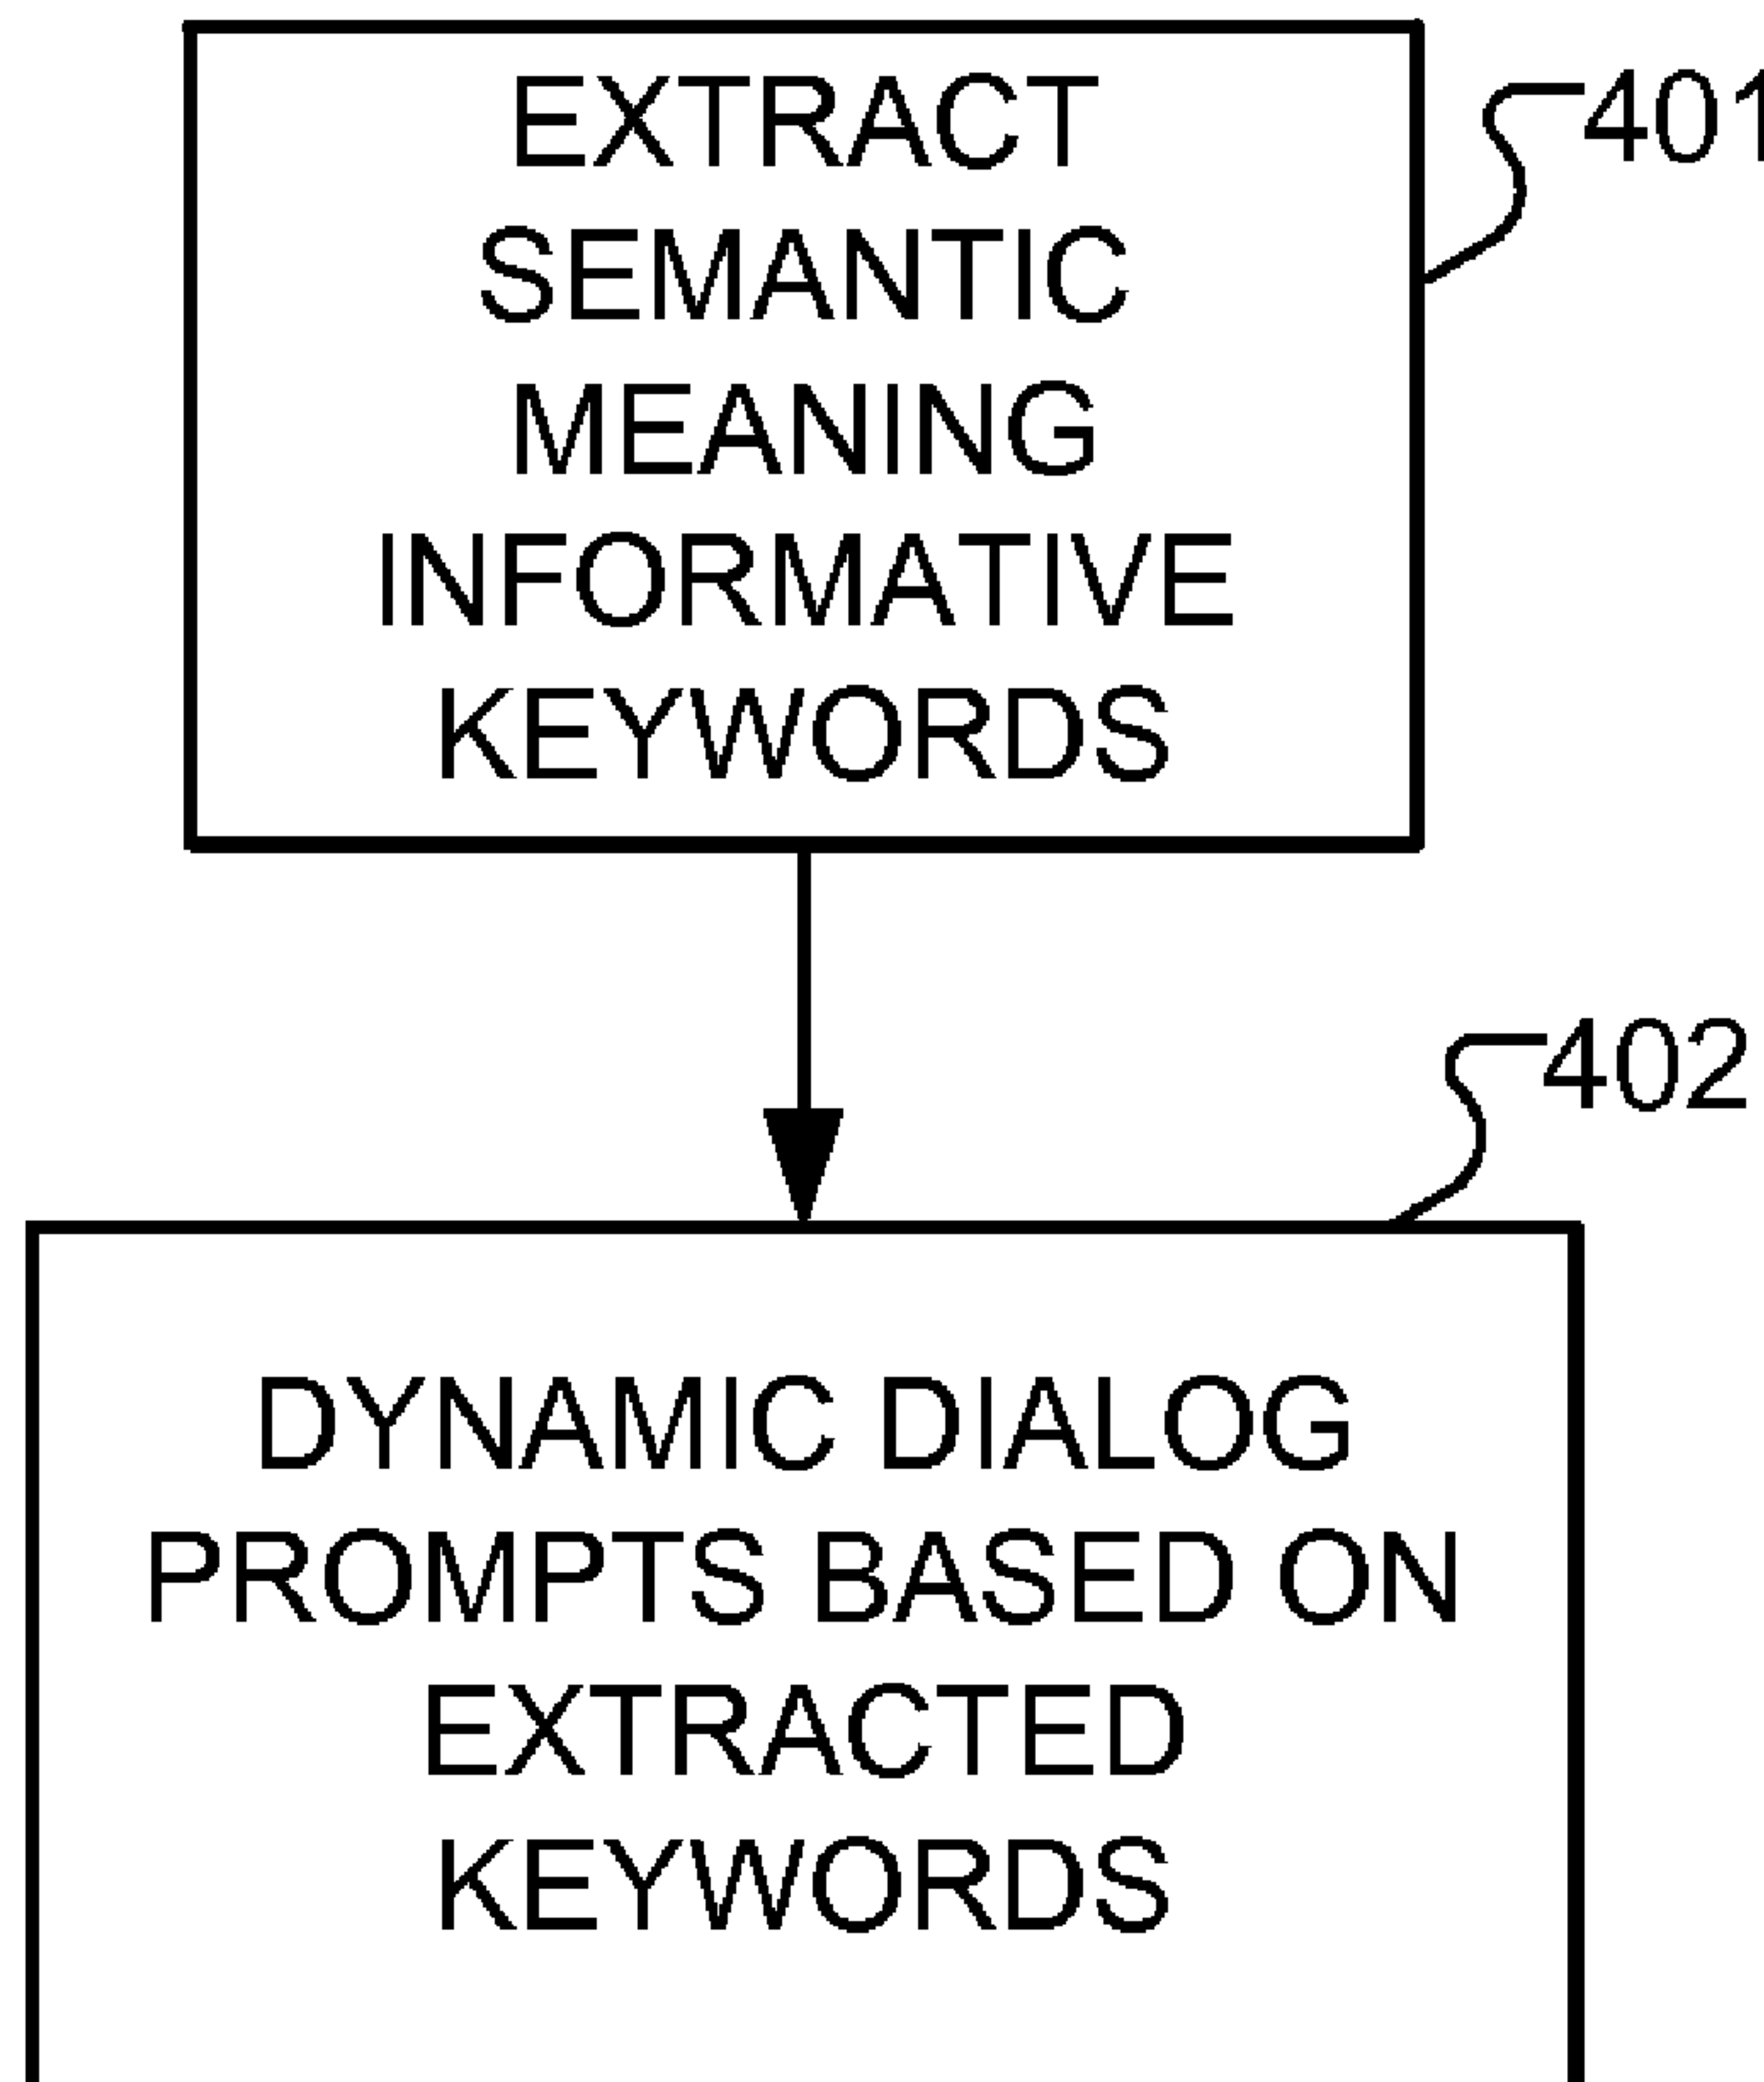 EXTRACT
SEMANTIC
MEANING
INFORMATIVE
KEYWORDS
401
402
DYNAMIC DIALOG
PROMPTS BASED ON
EXTRACTED
KEYWORDS